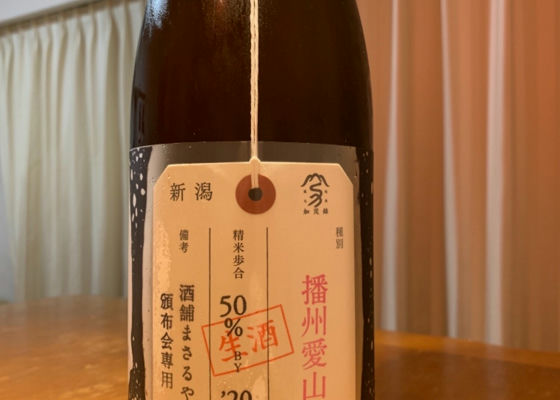 新潟
加茂錦
種別
播州愛山
精米歩合
50%
BY
'20
生酒
備考
酒舗まさるや
頒布会専用